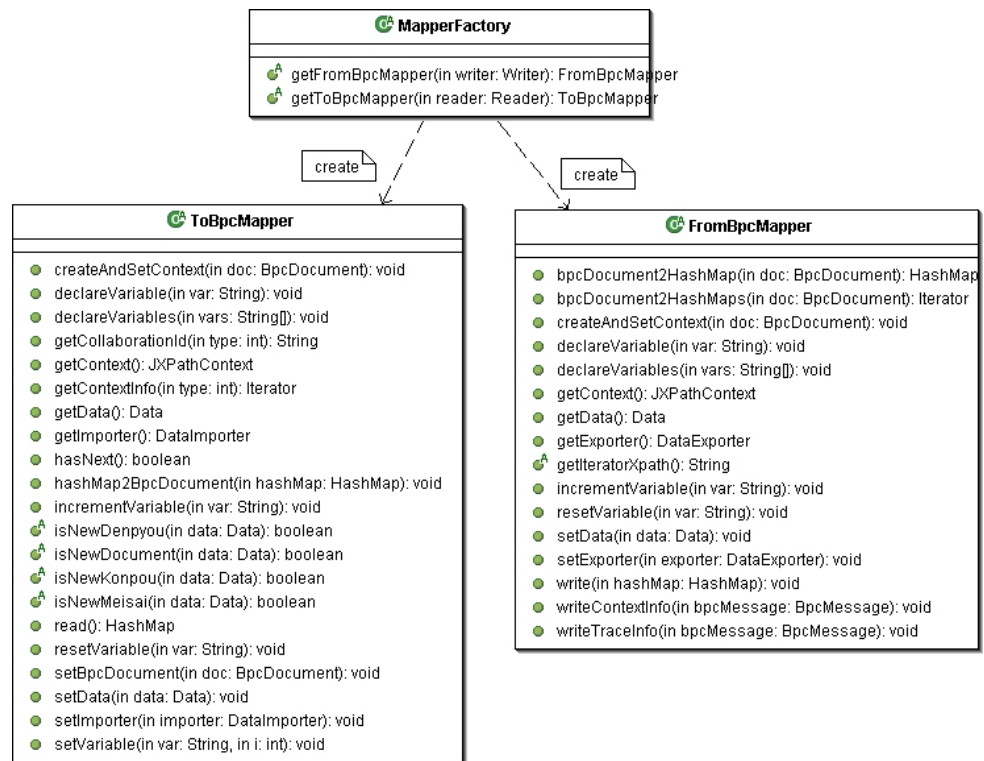 MapperFactory
getFromBpcMapper(in writer: Writer): FromBpcMapper
getToBpcMapper(in reader: Reader): ToBpcMapper
create
create
ToBpcMapper
createAndSetContext(in doc: BpcDocument): void
declareVariable(in var: String): void
declareVariables(in vars: String[]): void
getCollaborationId(in type: int): String
getContext(): JXPathContext
getContextInfo(in type: int): Iterator
getData(): Data
getImporter(): DataImporter
hasNext(): boolean
hashMap2BpcDocument(in hashMap: HashMap): void
incrementVariable(in var: String): void
isNewDenpyou(in data: Data): boolean
isNewDocument(in data: Data): boolean
isNewKonpou(in data: Data): boolean
isNewMeisai(in data: Data): boolean
read(): HashMap
resetVariable(in var: String): void
setBpcDocument(in doc: BpcDocument): void
setData(in data: Data): void
setImporter(in importer: DataImporter): void
setVariable(in var: String, in i: int): void
FromBpcMapper
bpcDocument2HashMap(in doc: BpcDocument): HashMap
bpcDocument2HashMaps(in doc: BpcDocument): Iterator
createAndSetContext(in doc: BpcDocument): void
declareVariable(in var: String): void
declareVariables(in vars: String[]): void
getContext(): JXPathContext
getData(): Data
getExporter(): DataExporter
getIteratorXpath(): String
incrementVariable(in var: String): void
resetVariable(in var: String): void
setData(in data: Data): void
setExporter(in exporter: DataExporter): void
write(in hashMap: HashMap): void
writeContextInfo(in bpcMessage: BpcMessage): void
writeTraceInfo(in bpcMessage: BpcMessage): void